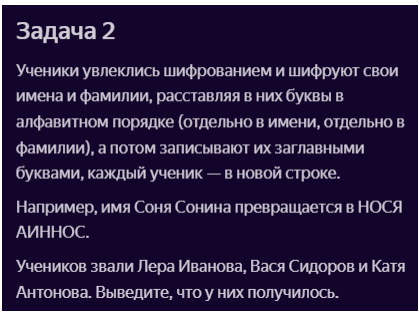 Задача 2
Ученики увлеклись шифрованием и шифруют свои
имена и фамилии, расставляя в них буквы в
алфавитном порядке (отдельно в имени, отдельно в
фамилии), а потом записывают их заглавными
буквами, каждый ученик — в новой строке.
Например, имя Соня Сонина превращается в НОСЯ
АИННОС.
Учеников звали Лера Иванова, Вася Сидоров и Катя
Антонова. Выведите, что у них получилось.